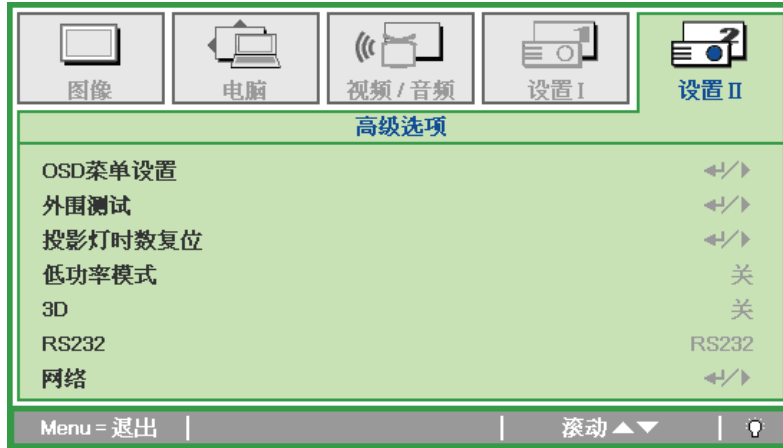 图像
电脑
视频 / 音频
设置 I
设置 II
高级选项
OSD菜单设置
外围测试
投影灯时数复位
低功率模式 关
3D 关
RS232 RS232
网络
Menu = 退出 滚动▲▼